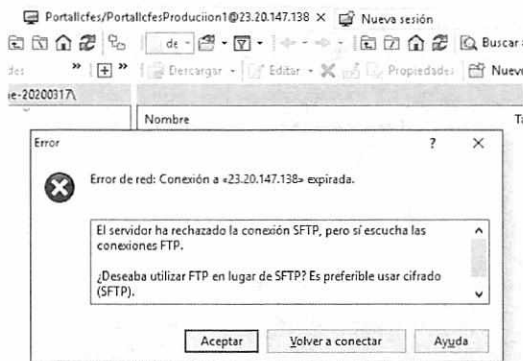 PortalIcfes/PortalIcfesProduciion1@23.20.147.138 × Nueva sesión
de Buscar
Descargar Editar Propiedades Nuevo
e-20200317\
Nombre
Error ? ×
Error de red: Conexión a «23.20.147.138» expirada.
El servidor ha rechazado la conexión SFTP, pero sí escucha las
conexiones FTP.
¿Deseaba utilizar FTP en lugar de SFTP? Es preferible usar cifrado
(SFTP).
Aceptar Volver a conectar Ayuda